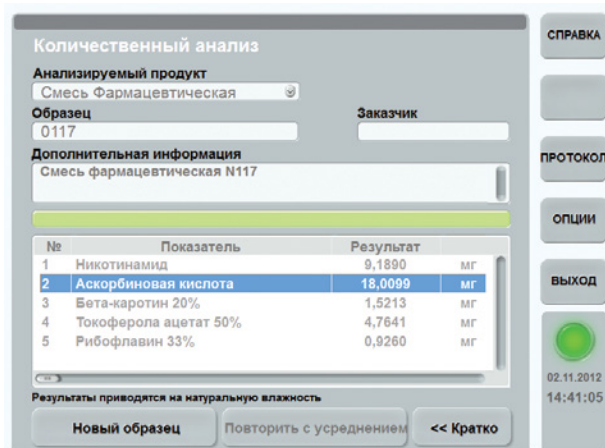 Количественный анализ
Анализируемый продукт
Смесь Фармацевтическая
Образец Заказчик
0117
Дополнительная информация
Смесь фармацевтическая N117
№ Показатель Результат
1 Никотинамид 9,1890 мг
2 Аскорбиновая кислота 18,0099 мг
3 Бета-каротин 20% 1,5213 мг
4 Токоферола ацетат 50% 4,7641 мг
5 Рибофлавин 33% 0,9260 мг
Результаты приводятся на натуральную влажность
Новый образец Повторить с усреднением << Кратко
СПРАВКА
ПРОТОКОЛ
ОПЦИИ
ВЫХОД
02.11.2012
14:41:05